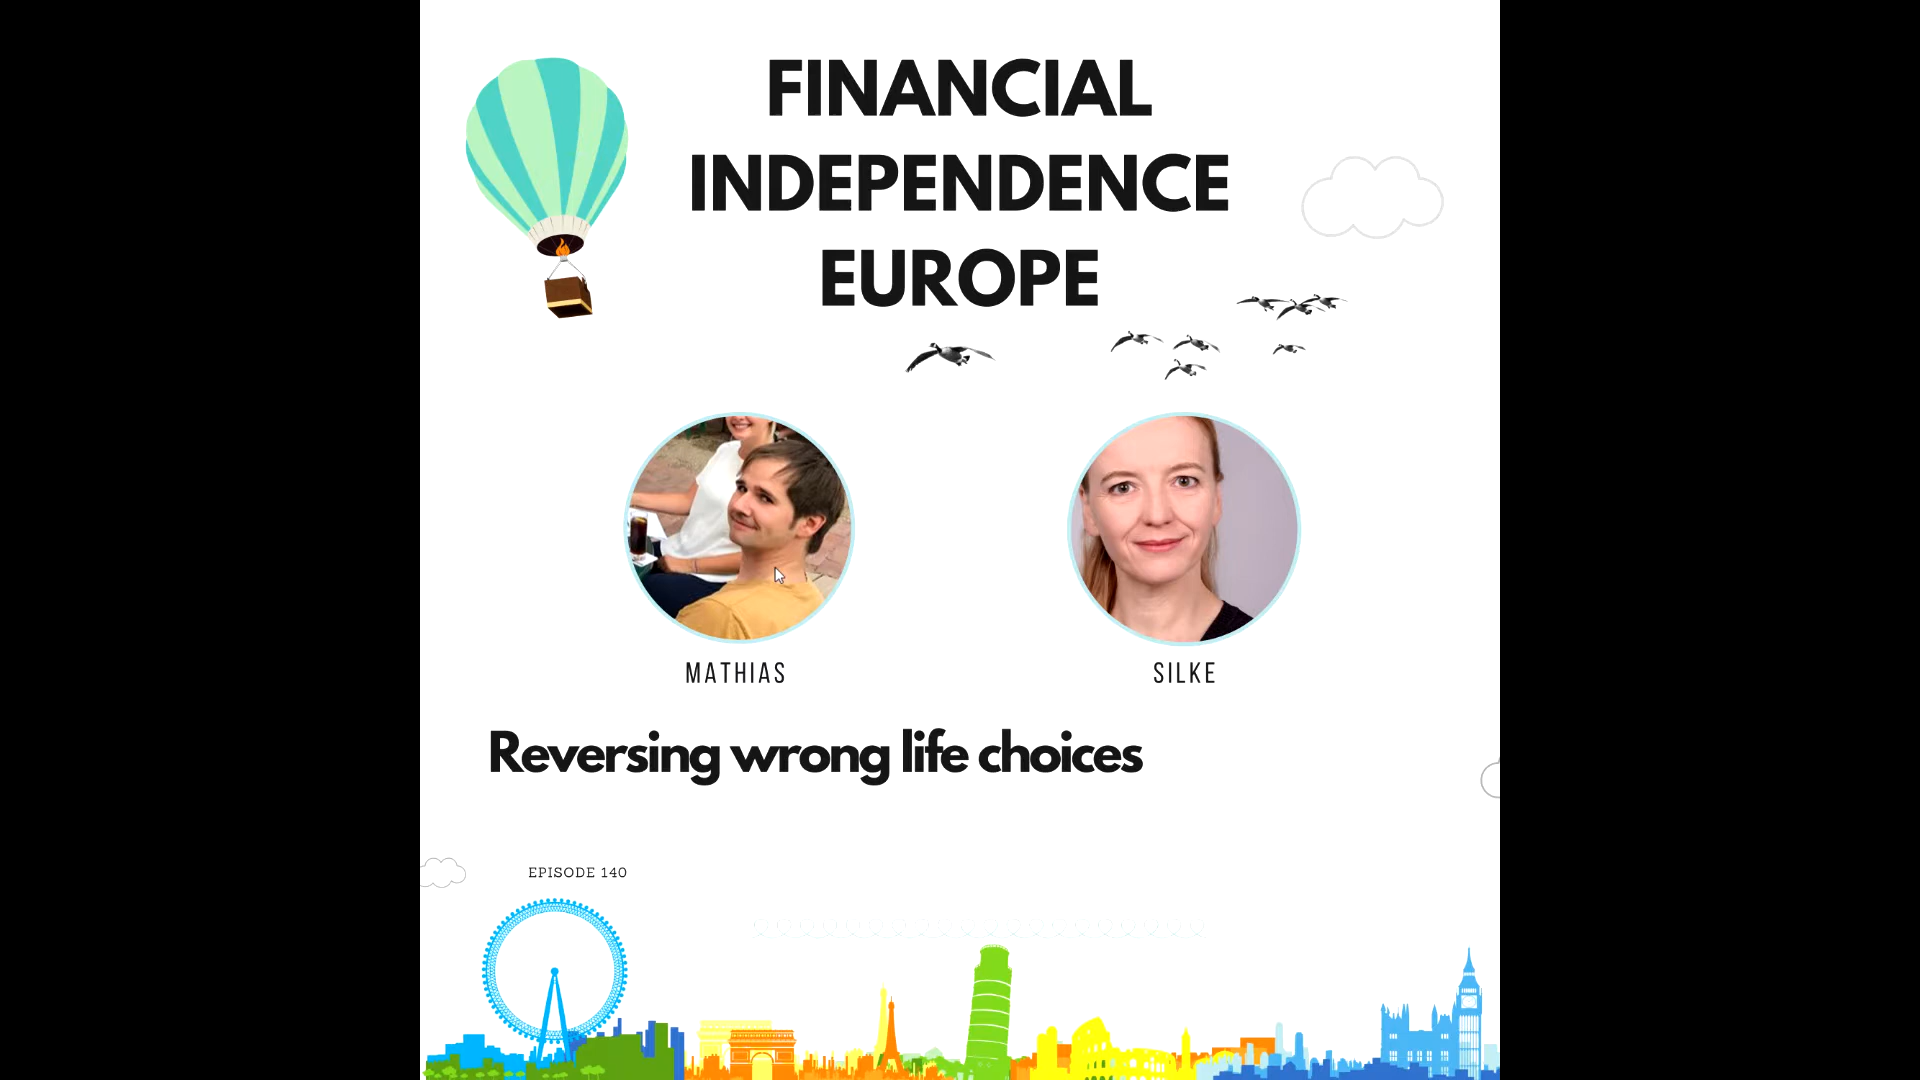 FINANCIAL
INDEPENDENCE
EUROPE
MATHIAS
SILKE
Reversing wrong life choices
EPISODE 140